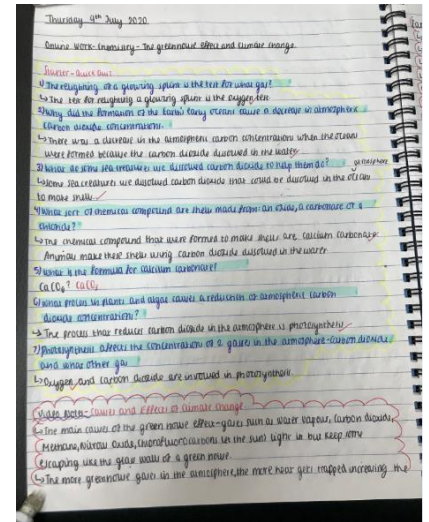 Thursday 9th July 2020
Online work - Chemistry - The greenhouse effect and climate change.
Starter - Quick Quiz
1) The relighting of a glowing splint is the test for what gas?
↳ The test for relighting a glowing splint is the oxygen test
2) Why did the formation of the Earth's early oceans cause a decrease in atmospheric
carbon dioxide concentrations.
↳ There was a decrease in the atmospheric carbon concentrations when the oceans
were formed because the carbon dioxide dissolved in the water
3) What do some sea creatures use dissolved carbon dioxide to help them do?
↳ Some sea creatures use dissolved carbon dioxide that could be dissolved in the ocean
to make shells
4) What sort of chemical compound are shells made from: an oxide, a carbonate or a
chloride?
↳ The chemical compound that were formed to make shells are calcium carbonate.
Animals make these shells using carbon dioxide dissolved in the water
5) What is the formula for calcium carbonate?
CaCO₃
6) What process in plants and algae causes a reduction of atmospheric carbon
dioxide concentration?
↳ The process that reduces carbon dioxide in the atmosphere is photosynthesis
7) Photosynthesis affects the concentration of 2 gases in the atmosphere - carbon dioxide
and what other gas
↳ Oxygen and carbon dioxide are involved in photosynthesis.
Video Notes - Causes and Effects of climate change
↳ The main causes of the green house effect - gases such as water vapour, carbon dioxide,
Methane, Nitrous Oxide, Chlorofluorocarbons let sun light in but keep some
escaping like the glass walls of a green house.
↳ The more greenhouse gases in the atmosphere, the more heat gets trapped increasing the